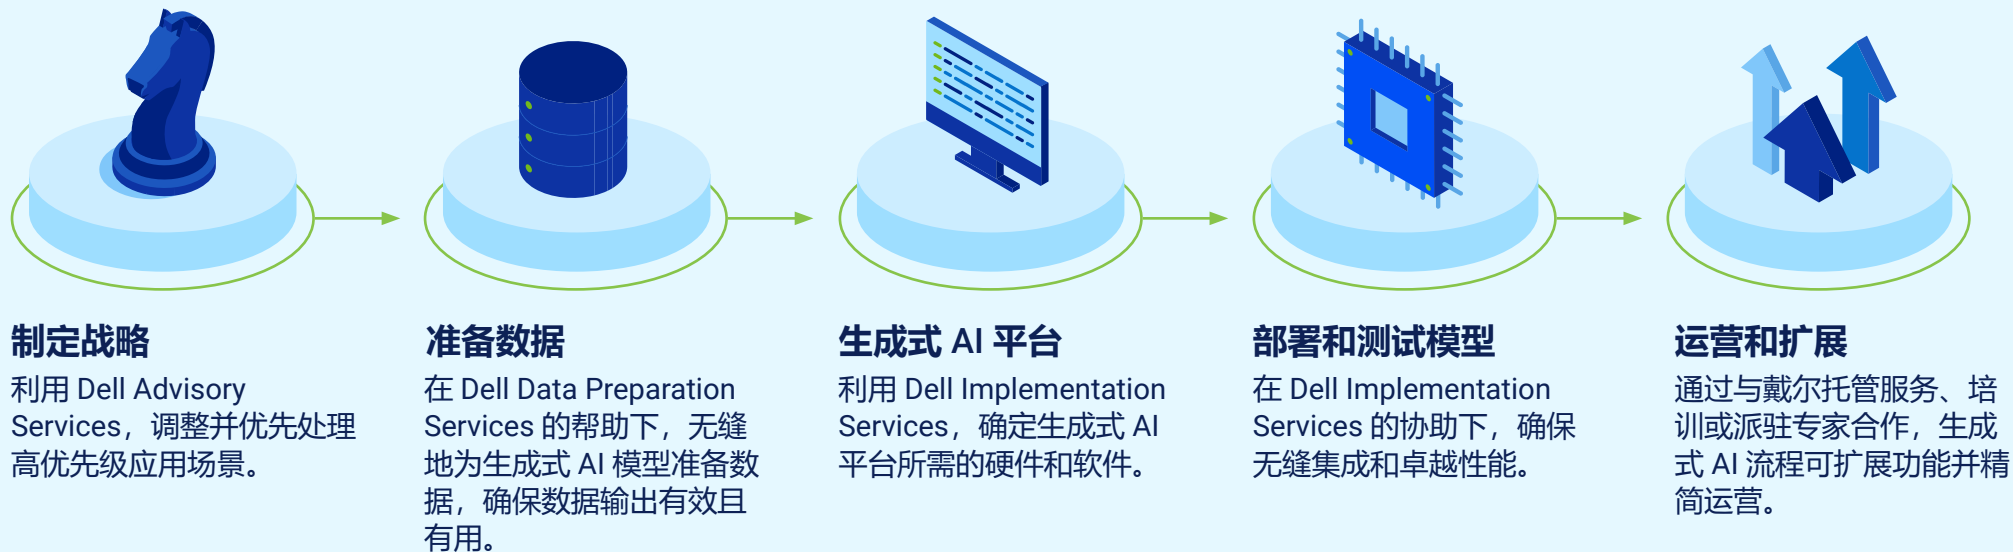 制定战略
利用 Dell Advisory
Services，调整并优先处理
高优先级应用场景。
准备数据
在 Dell Data Preparation
Services 的帮助下，无缝
地为生成式 AI 模型准备数
据，确保数据输出有效且
有用。
生成式 AI 平台
利用 Dell Implementation
Services，确定生成式 AI
平台所需的硬件和软件。
部署和测试模型
在 Dell Implementation
Services 的协助下，确保
无缝集成和卓越性能。
运营和扩展
通过与戴尔托管服务、培
训或派驻专家合作，生成
式 AI 流程可扩展功能并精
简运营。